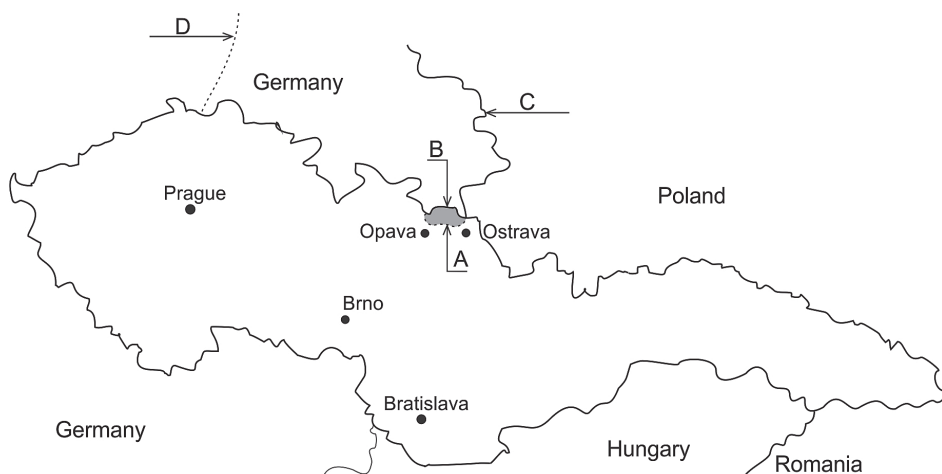 D
Germany
C
B
Prague
Poland
Opava
Ostrava
A
Brno
Bratislava
Germany
Hungary
Romania